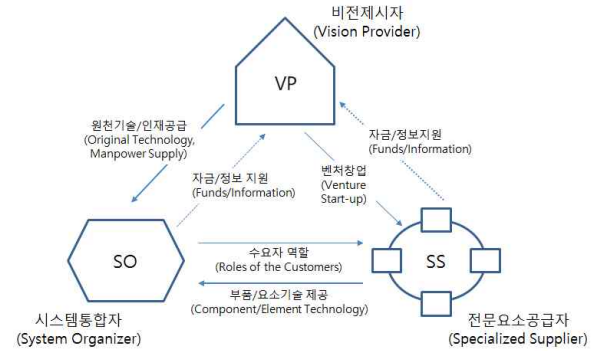 비전제시자
(Vision Provider)
VP
원천기술/인재공급
(Original Technology,
Manpower Supply)
자금/정보지원
(Funds/Information)
자금/정보 지원
(Funds/Information)
벤처창업
(Venture
Start-up)
SO
수요자 역할
(Roles of the Customers)
SS
부품/요소기술 제공
(Component/Element Technology)
시스템통합자
(System Organizer)
전문요소공급자
(Specialized Supplier)